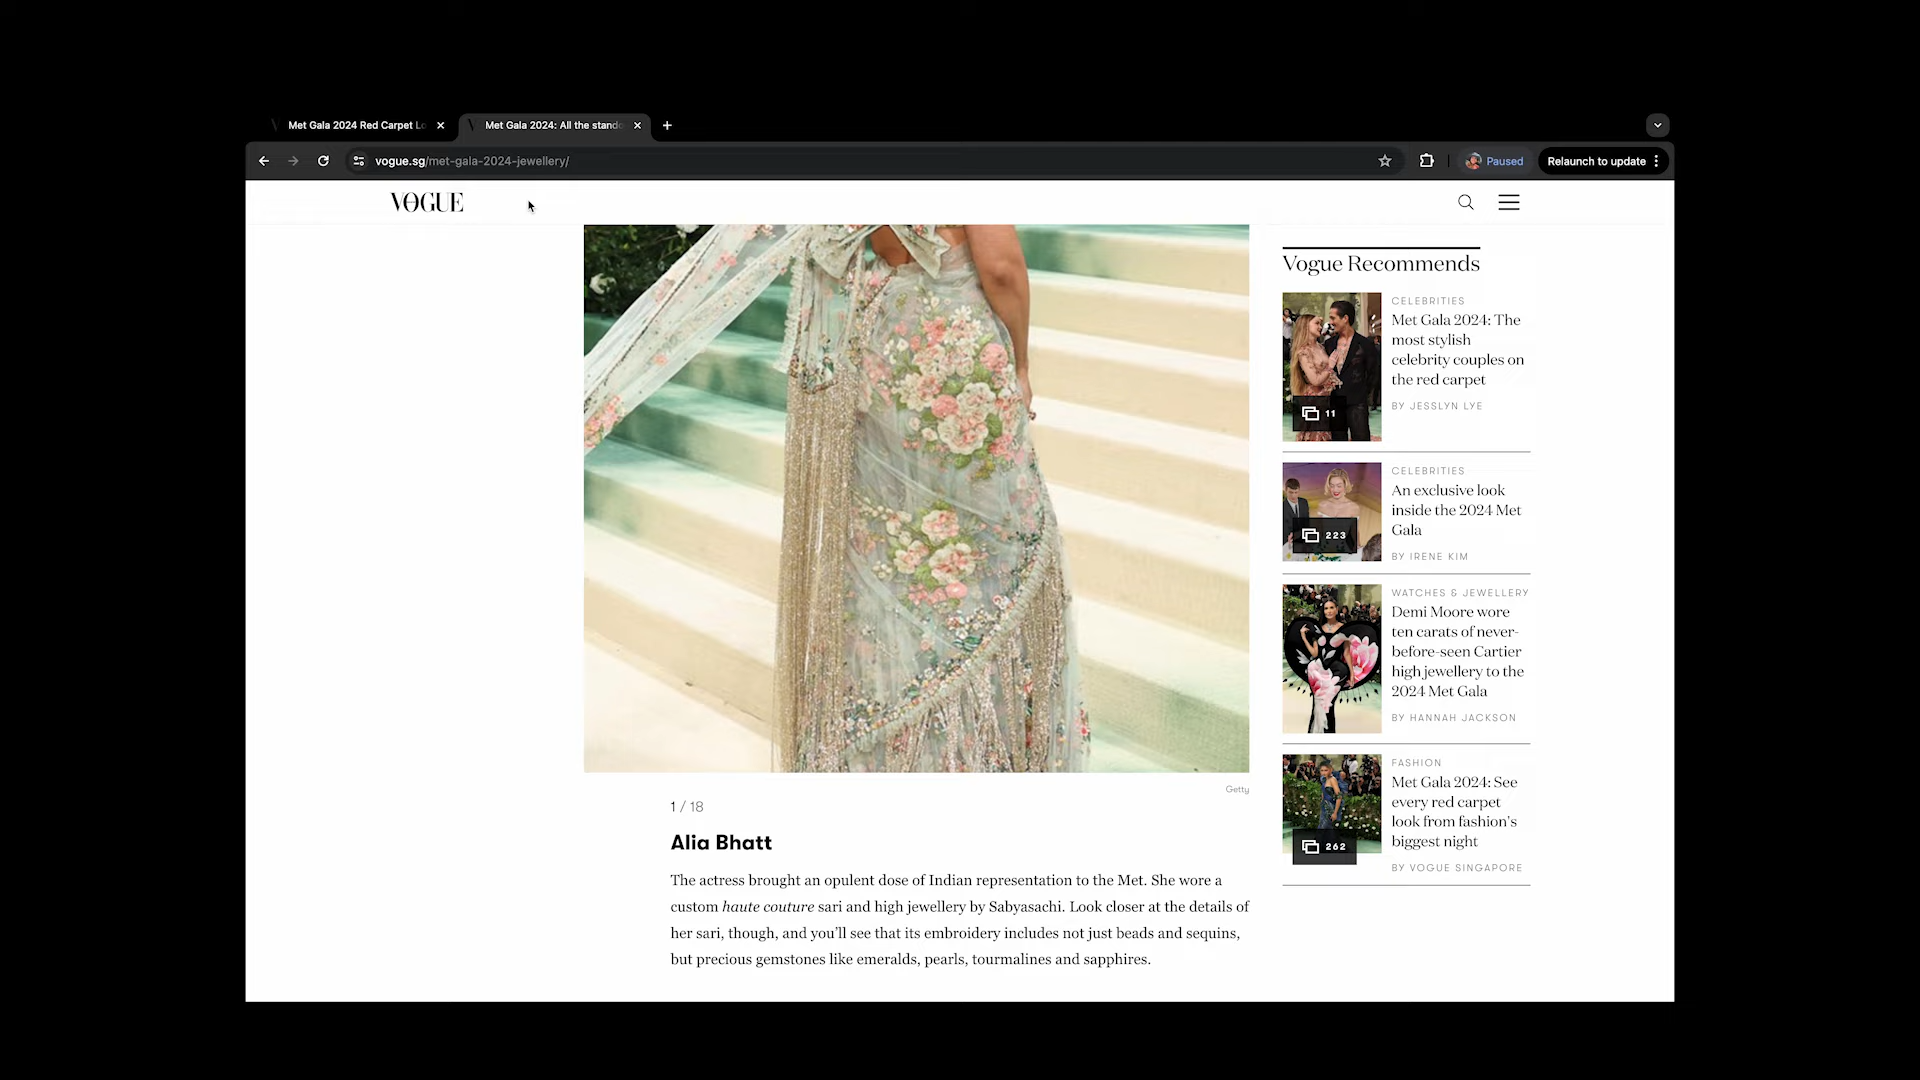 Met Gala 2024 Red Carpet Lo
Met Gala 2024: All the stando
vogue.sg/met-gala-2024-jewellery/
Paused
Relaunch to update
VOGUE
Getty
1 / 18
Alia Bhatt
The actress brought an opulent dose of Indian representation to the Met. She wore a
custom haute couture sari and high jewellery by Sabyasachi. Look closer at the details of
her sari, though, and you’ll see that its embroidery includes not just beads and sequins,
but precious gemstones like emeralds, pearls, tourmalines and sapphires.
Vogue Recommends
CELEBRITIES
Met Gala 2024: The
most stylish
celebrity couples on
the red carpet
BY JESSLYN LYE
11
CELEBRITIES
An exclusive look
inside the 2024 Met
Gala
BY IRENE KIM
223
WATCHES & JEWELLERY
Demi Moore wore
ten carats of never-
before-seen Cartier
high jewellery to the
2024 Met Gala
BY HANNAH JACKSON
FASHION
Met Gala 2024: See
every red carpet
look from fashion’s
biggest night
BY VOGUE SINGAPORE
262